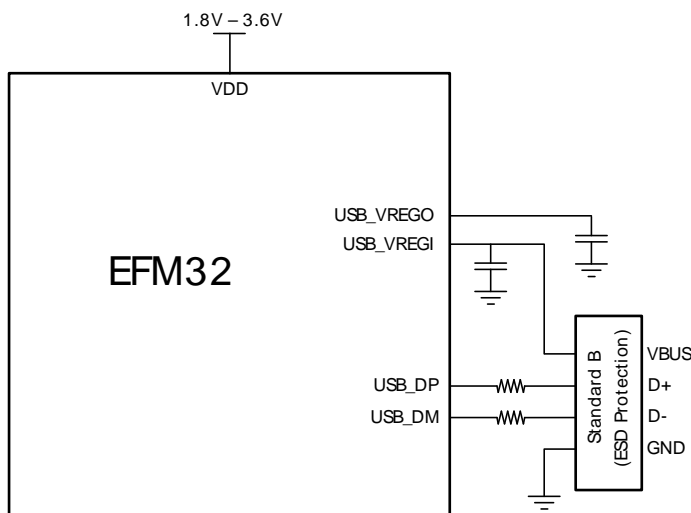 1.8V – 3.6V
VDD
USB_VREGO
USB_VREGI
EFM32
USB_DP
USB_DM
Standard B
(ESD Protection)
VBUS
D+
D-
GND